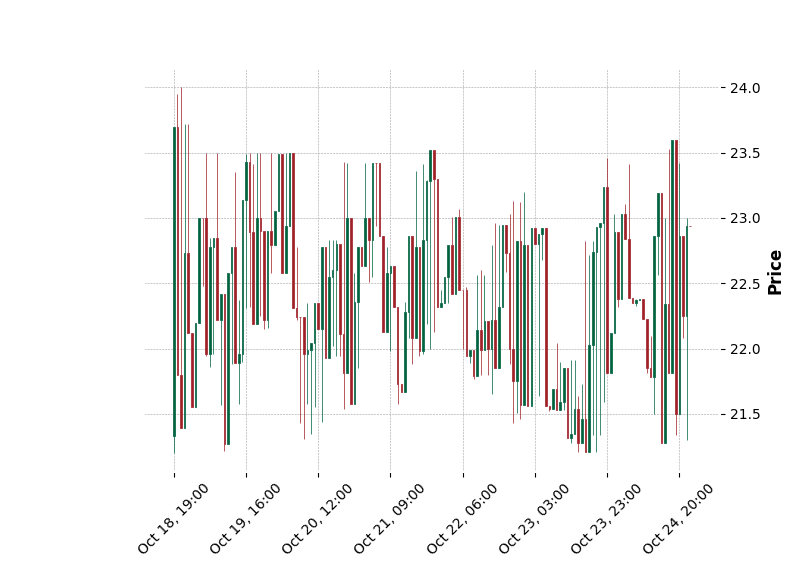 24.0
23.5
23.0
22.5
22.0
21.5
Price
Oct 18, 19:00
Oct 19, 16:00
Oct 20, 12:00
Oct 21, 09:00
Oct 22, 06:00
Oct 23, 03:00
Oct 23, 23:00
Oct 24, 20:00